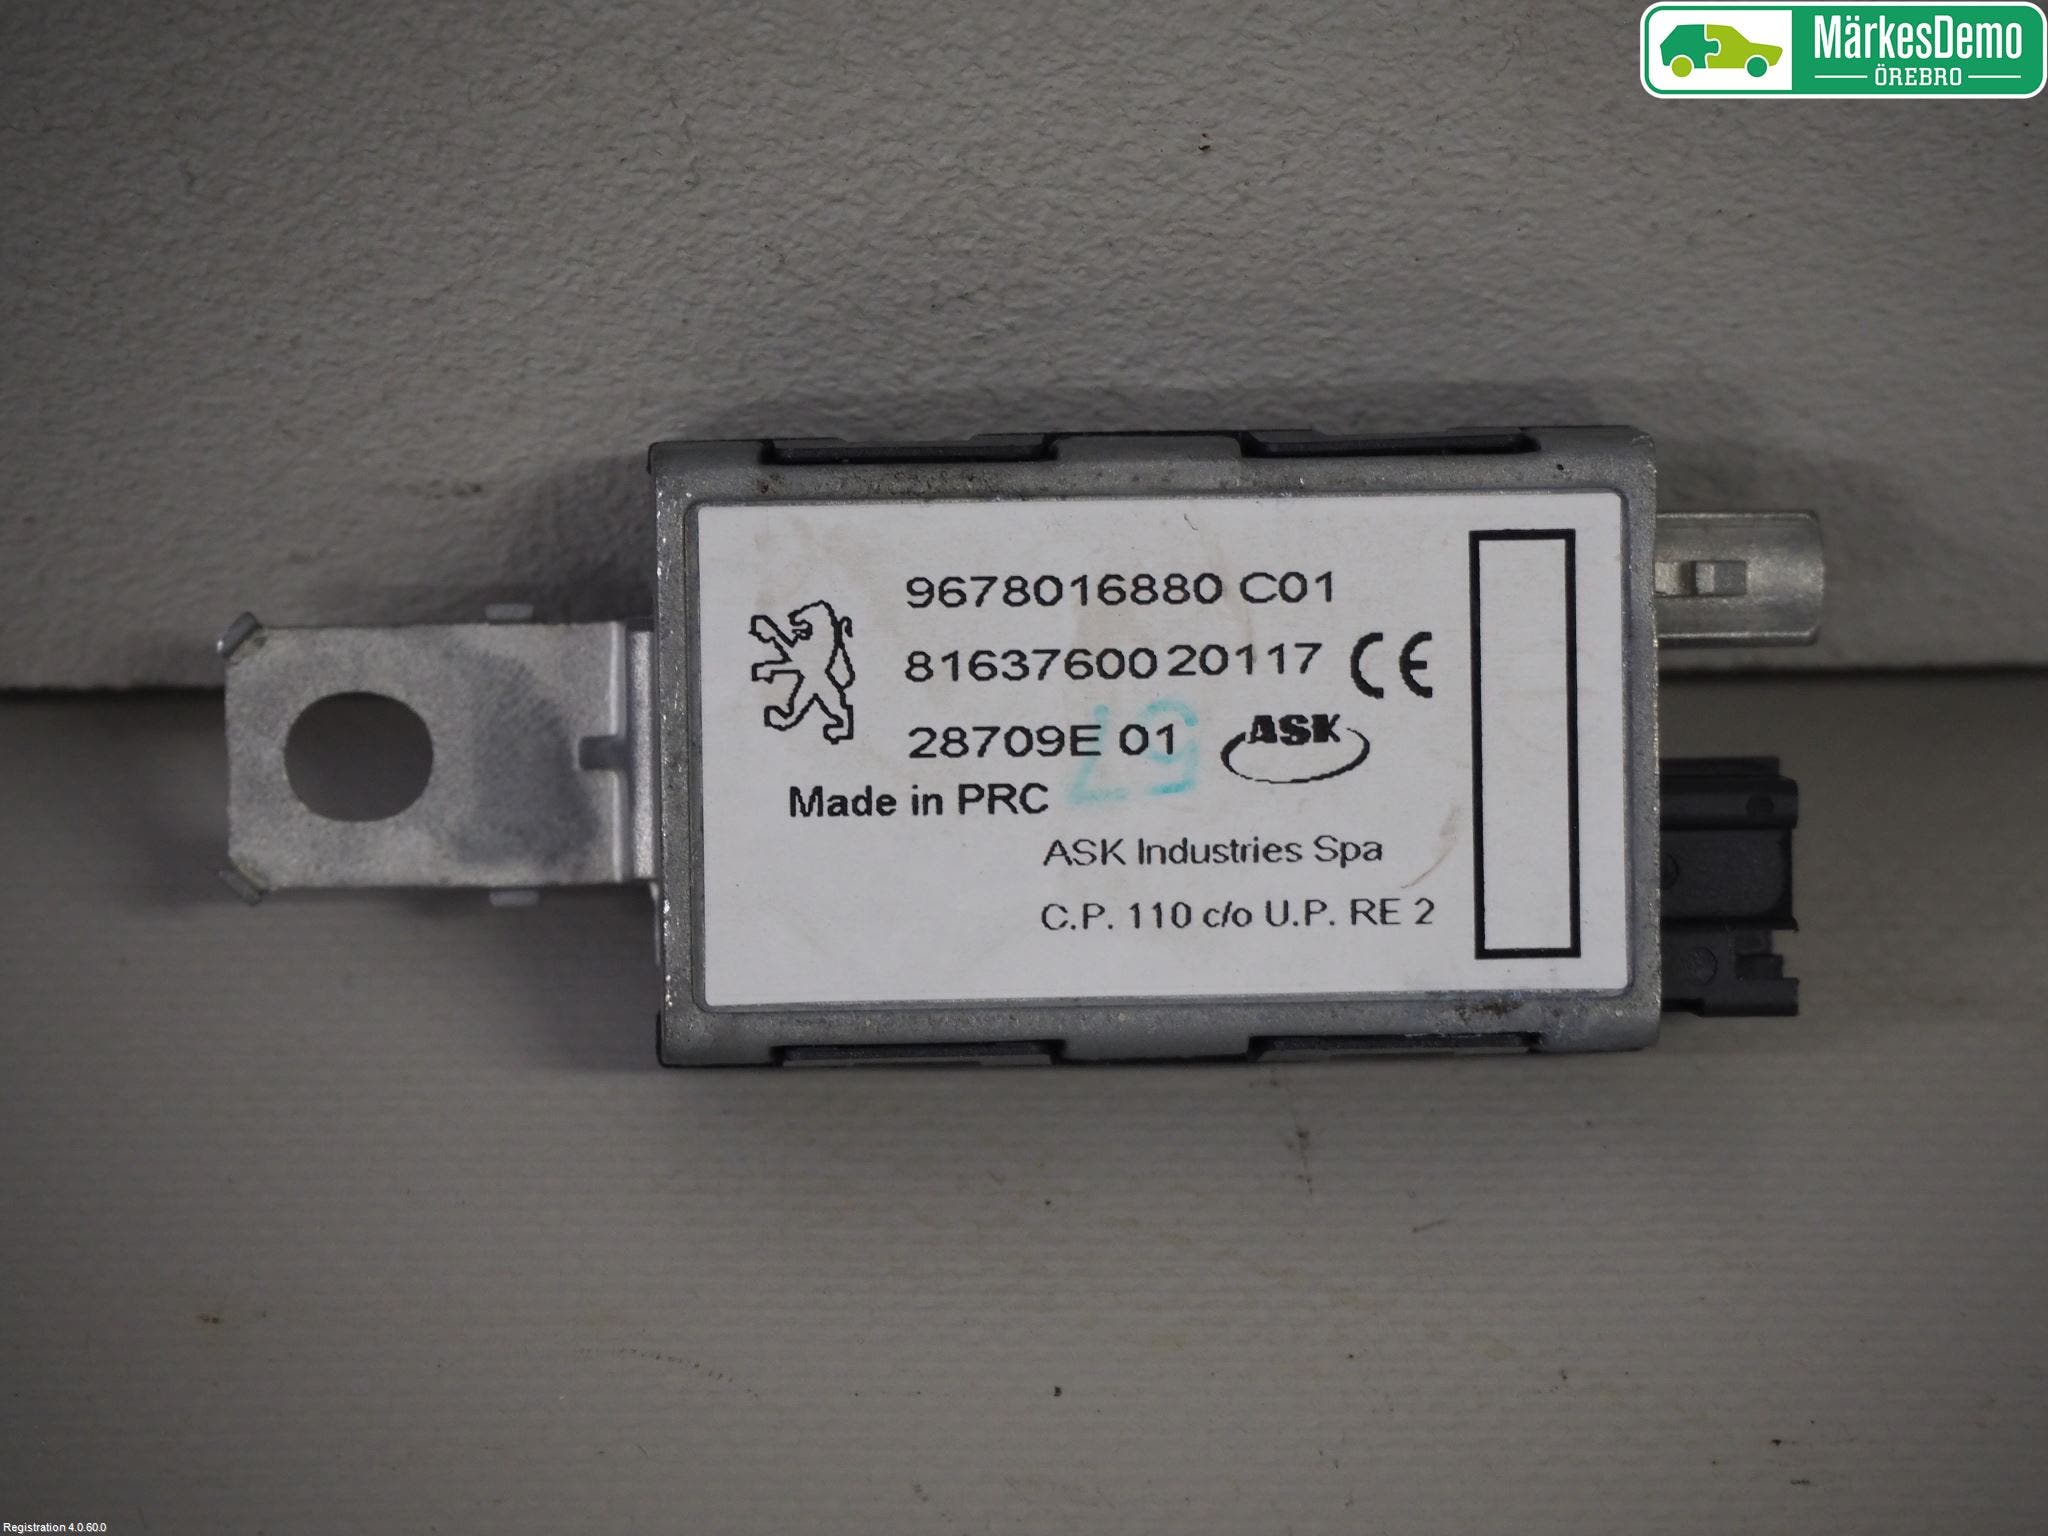 MärkesDemo
ÖREBRO
9678016880 C01
81637600 20117 CE
28709E 01 ASK
57
Made in PRC
ASK Industries Spa
C.P. 110 c/o U.P. RE 2
Registration 4.0.60.0